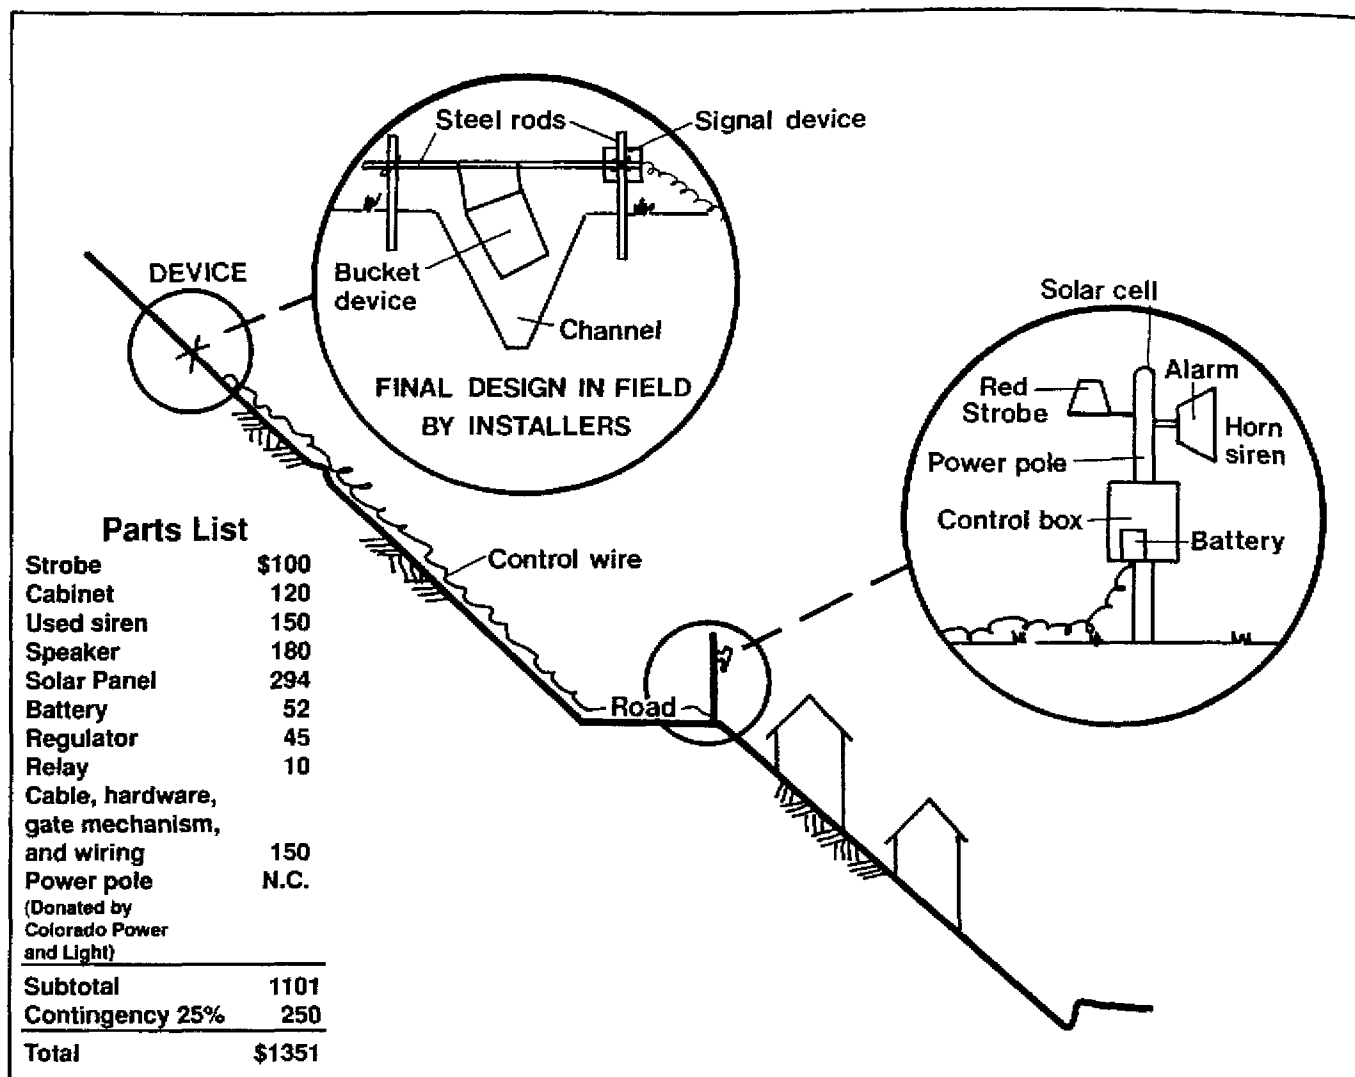 Steel rods
Signal device
Bucket
device
Channel
FINAL DESIGN IN FIELD
BY INSTALLERS
DEVICE
Solar cell
Red
Strobe
Alarm
Horn
siren
Power pole
Control box
Battery
Control wire
Road
Parts List
Strobe $100
Cabinet 120
Used siren 150
Speaker 180
Solar Panel 294
Battery 52
Regulator 45
Relay 10
Cable, hardware,
gate mechanism,
and wiring 150
Power pole N.C.
(Donated by
Colorado Power
and Light)
Subtotal 1101
Contingency 25% 250
Total $1351